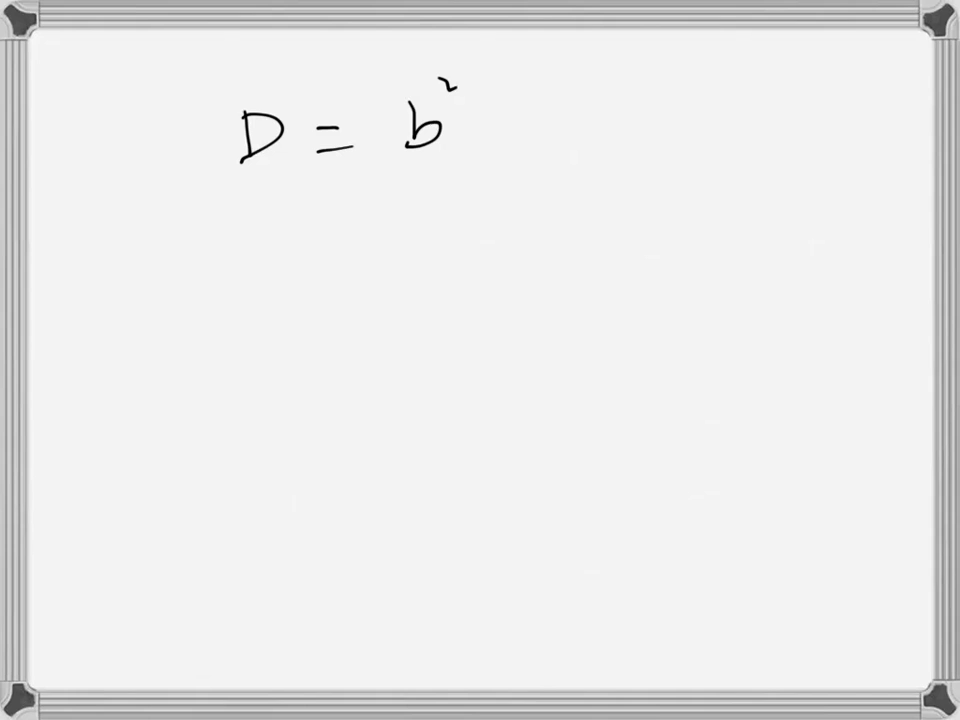 D = b²